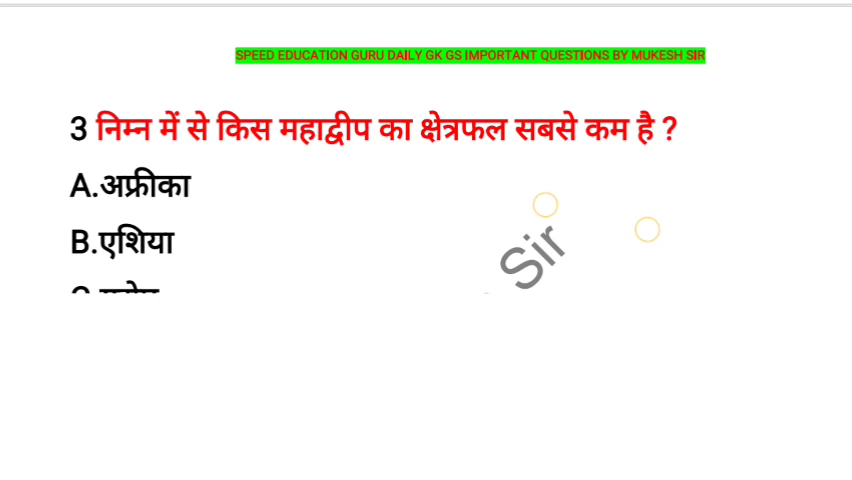 SPEED EDUCATION GURU DAILY GK GS IMPORTANT QUESTIONS BY MUKESH SIR
3 निम्न में से किस महाद्वीप का क्षेत्रफल सबसे कम है ?
A.अफ्रीका
B.एशिया
Sir